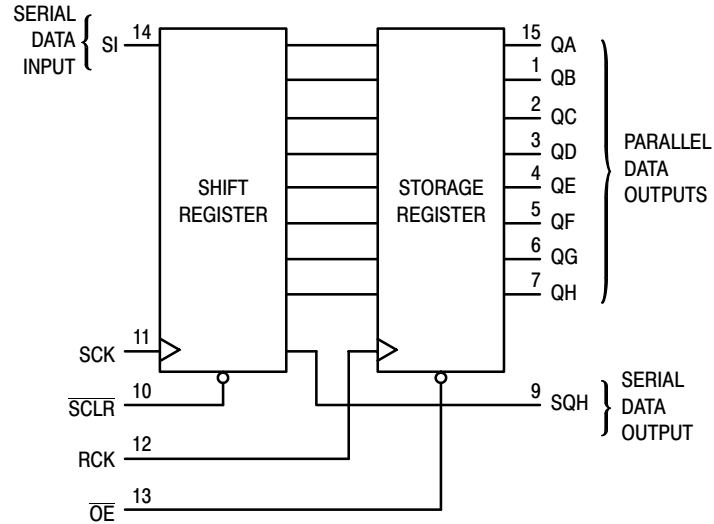 SERIAL
DATA
INPUT
SI 14
SHIFT
REGISTER
STORAGE
REGISTER
15 QA
1 QB
2 QC
3 QD
4 QE
5 QF
6 QG
7 QH
PARALLEL
DATA
OUTPUTS
SCK 11
SCLR 10
RCK 12
OE 13
9 SQH
SERIAL
DATA
OUTPUT